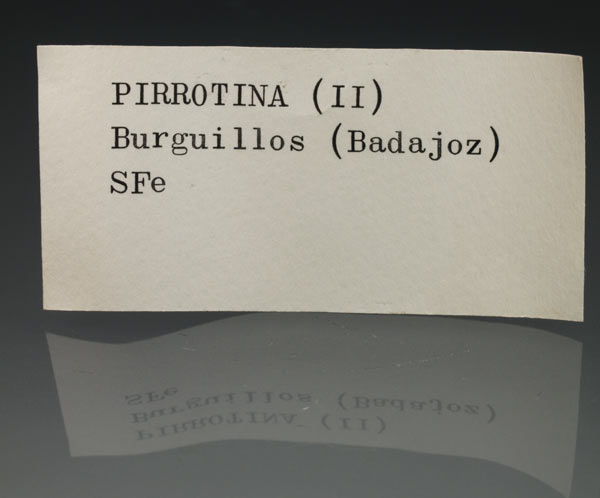 PIRROTINA (II)
Burguillos (Badajoz)
SFe